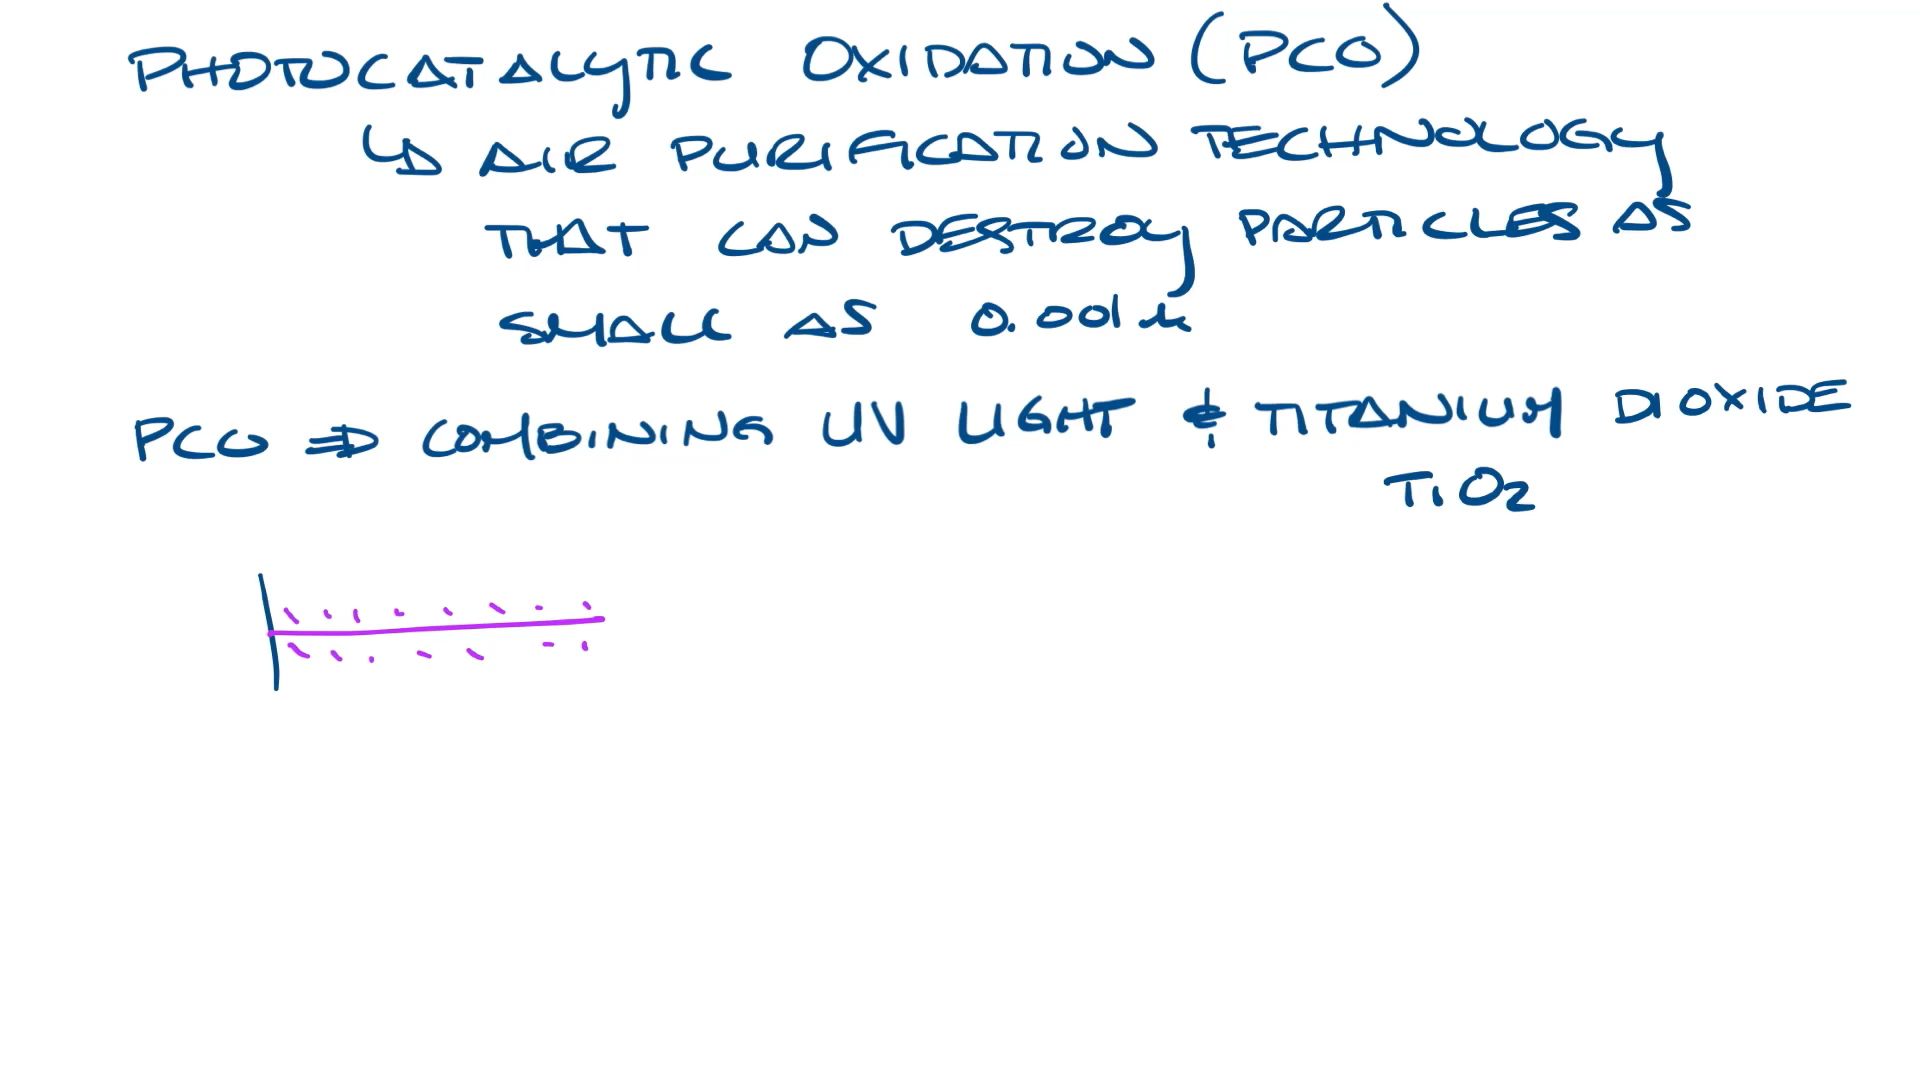 PHOTOCATALYTIC OXIDATION (PCO)
↳ AIR PURIFICATION TECHNOLOGY
THAT CAN DESTROY PARTICLES AS
SMALL AS 0.001 μ
PCO ⇒ COMBINING UV LIGHT & TITANIUM DIOXIDE
TiO2